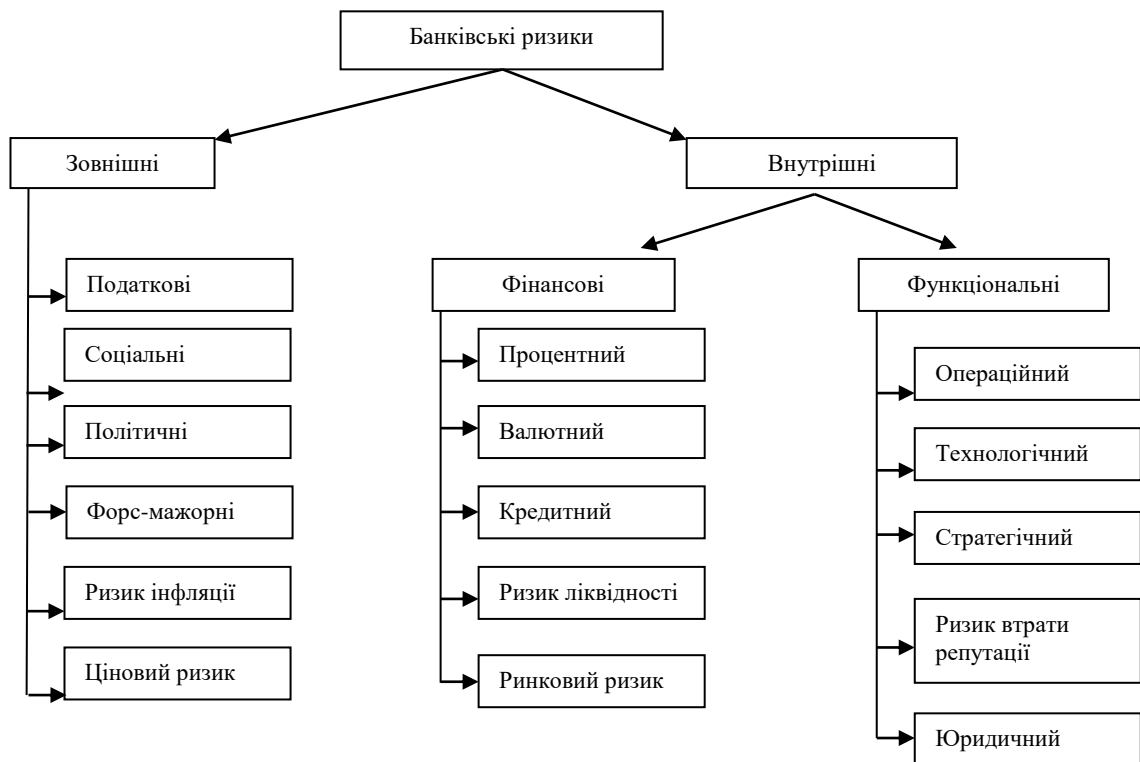 Банківські ризики
Зовнішні
Внутрішні
Податкові
Соціальні
Політичні
Форс-мажорні
Ризик інфляції
Ціновий ризик
Фінансові
Процентний
Валютний
Кредитний
Ризик ліквідності
Ринковий ризик
Функціональні
Операційний
Технологічний
Стратегічний
Ризик втрати
репутації
Юридичний